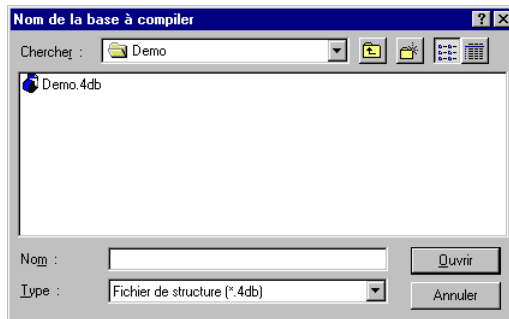 Nom de la base à compiler
Chercher : Demo
Demo.4db
Nom :
Ouvrir
Type : Fichier de structure (*.4db)
Annuler